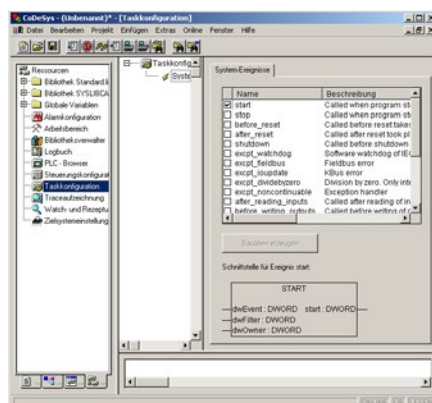 CoDeSys - (Unbenannt)* - [Taskkonfiguration]
Datei Bearbeiten Projekt Einfügen Extras Online Fenster Hilfe
Ressourcen
Bibliothek Standard.li
Bibliothek SYSLIBCA
Globale Variablen
Alarmkonfiguration
Arbeitsbereich
Bibliotheksverwalter
Logbuch
PLC - Browser
Steuerungskonfigurat
Taskkonfiguration
Traceaufzeichnung
Watch- und Rezeptu
Zielsystemeinstellung
Taskkonfig
Syste
System-Ereignisse
Name Beschreibung
start Called when program st
stop Called when program st
before_reset Called before reset takes
after_reset Called after reset took pl
shutdown Called before shutdown
excpt_watchdog Software watchdog of IE
excpt_fieldbus Fieldbus error
excpt_ioupdate KBus error
excpt_dividebyzero Division by zero. Only int
excpt_noncontinuable Exception handler
after_reading_inputs Called after reading of in
before_writing_outputs Called before writing of
Baustein erzeugen
Schnittstelle für Ereignis start:
START
dwEvent : DWORD start : DWORD
dwFilter : DWORD
dwOwner : DWORD